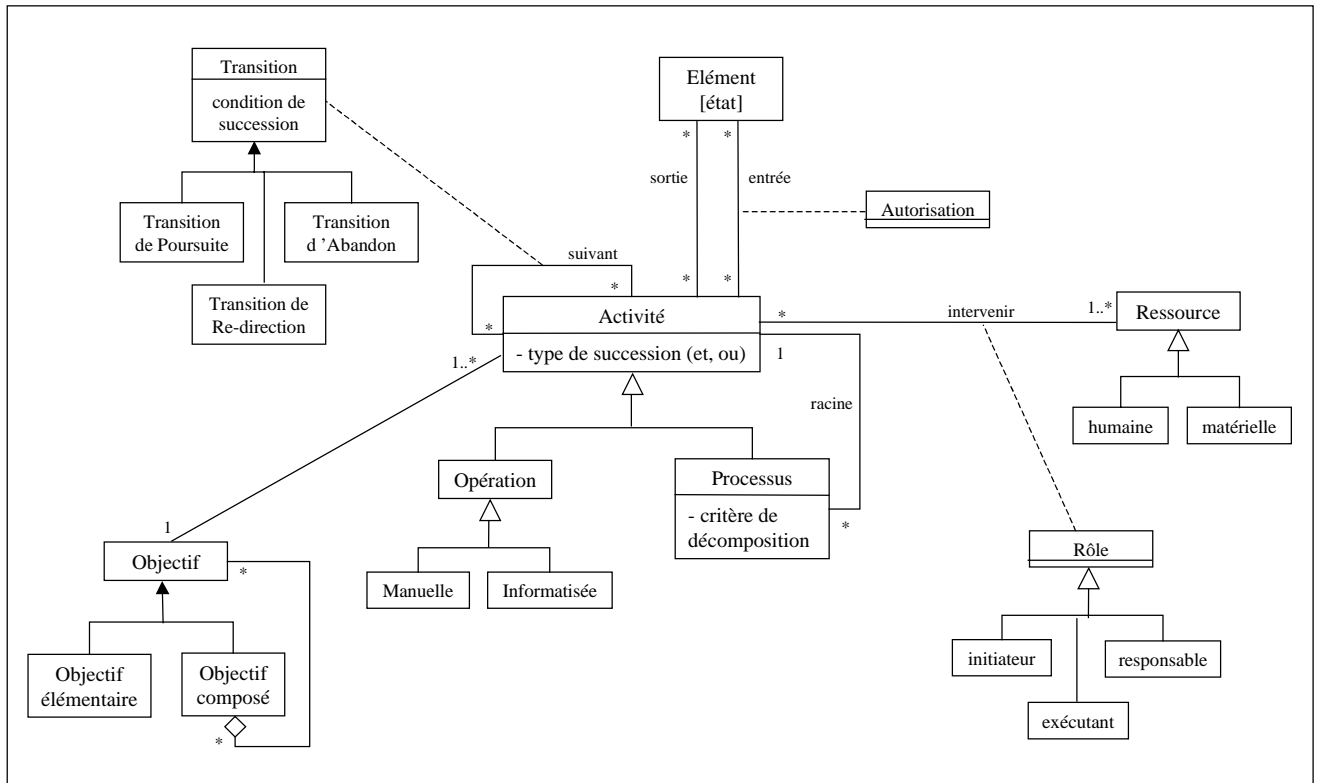 Transition
condition de
succession
Transition
de Poursuite
Transition
d ’Abandon
Transition de
Re-direction
Elément
[état]
*
*
sortie
entrée
Autorisation
*
*
suivant
*
*
Activité
- type de succession (et, ou)
*
intervenir
1..*
Ressource
humaine
matérielle
1
racine
*
1..*
1
Opération
Manuelle
Informatisée
Processus
- critère de
décomposition
Objectif
*
Objectif
élémentaire
Objectif
composé
*
Rôle
initiateur
responsable
exécutant